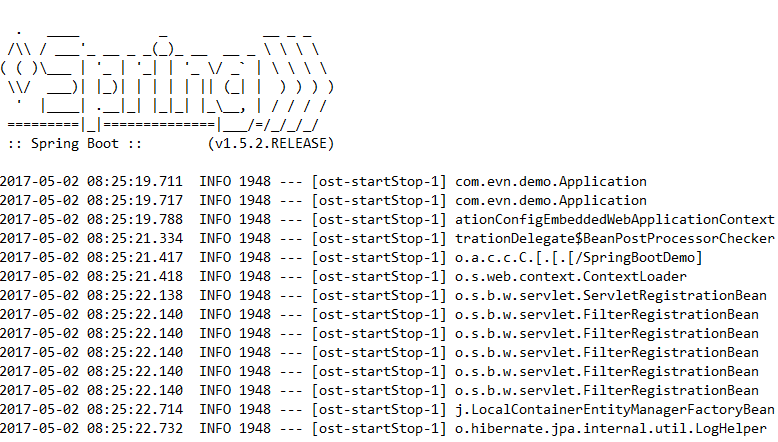 .   ____          _            __ _ _
 /\\ / ___'_ __ _ _(_)_ __  __ _ \ \ \ \
( ( )\___ | '_ | '_| | '_ \/ _` | \ \ \ \
 \\/  ___)| |_)| | | | | || (_| |  ) ) ) )
  '  |____| .__|_| |_|_| |_\__, | / / / /
 =========|_|==============|___/=/_/_/_/
 :: Spring Boot ::        (v1.5.2.RELEASE)
2017-05-02 08:25:19.711  INFO 1948 --- [ost-startStop-1] com.evn.demo.Application
2017-05-02 08:25:19.717  INFO 1948 --- [ost-startStop-1] com.evn.demo.Application
2017-05-02 08:25:19.788  INFO 1948 --- [ost-startStop-1] ationConfigEmbeddedWebApplicationContext
2017-05-02 08:25:21.334  INFO 1948 --- [ost-startStop-1] trationDelegate$BeanPostProcessorChecker
2017-05-02 08:25:21.417  INFO 1948 --- [ost-startStop-1] o.a.c.c.C.[.[.[/SpringBootDemo]
2017-05-02 08:25:21.418  INFO 1948 --- [ost-startStop-1] o.s.web.context.ContextLoader
2017-05-02 08:25:22.138  INFO 1948 --- [ost-startStop-1] o.s.b.w.servlet.ServletRegistrationBean
2017-05-02 08:25:22.140  INFO 1948 --- [ost-startStop-1] o.s.b.w.servlet.FilterRegistrationBean
2017-05-02 08:25:22.140  INFO 1948 --- [ost-startStop-1] o.s.b.w.servlet.FilterRegistrationBean
2017-05-02 08:25:22.140  INFO 1948 --- [ost-startStop-1] o.s.b.w.servlet.FilterRegistrationBean
2017-05-02 08:25:22.140  INFO 1948 --- [ost-startStop-1] o.s.b.w.servlet.FilterRegistrationBean
2017-05-02 08:25:22.140  INFO 1948 --- [ost-startStop-1] o.s.b.w.servlet.FilterRegistrationBean
2017-05-02 08:25:22.714  INFO 1948 --- [ost-startStop-1] j.LocalContainerEntityManagerFactoryBean
2017-05-02 08:25:22.732  INFO 1948 --- [ost-startStop-1] o.hibernate.jpa.internal.util.LogHelper